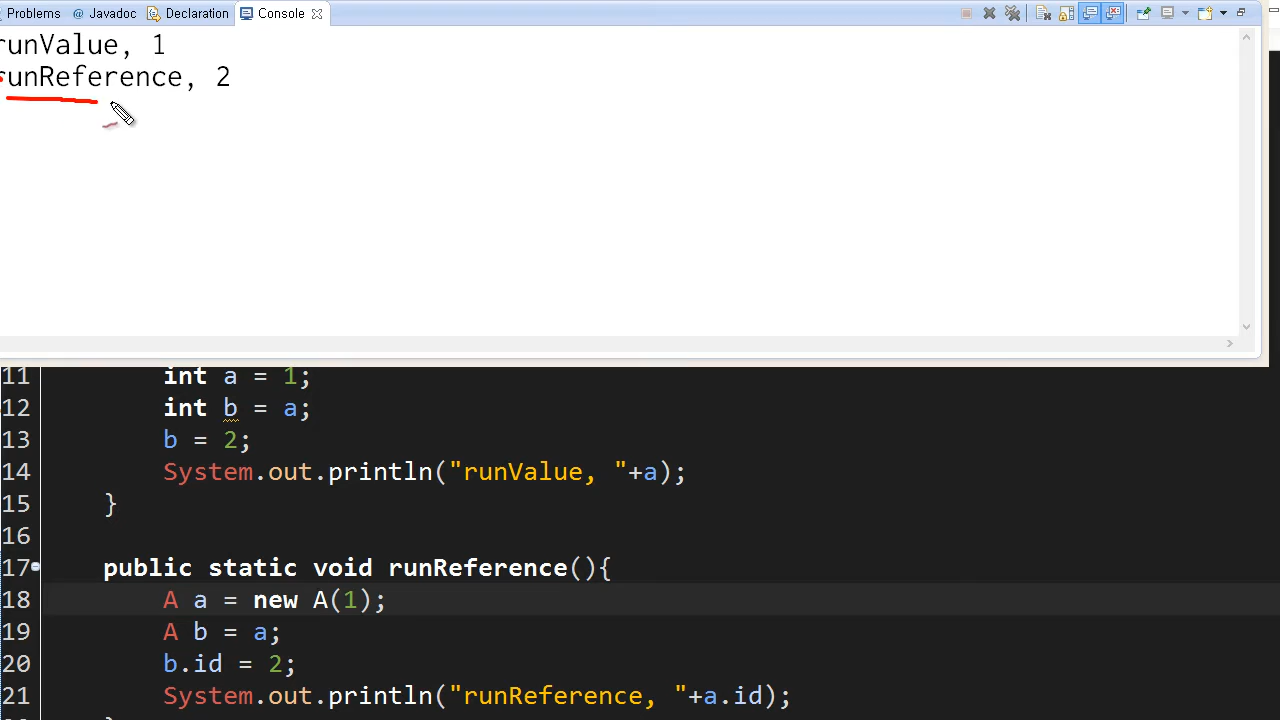 Problems @ Javadoc Declaration Console
runValue, 1
runReference, 2
11 int a = 1;
12 int b = a;
13 b = 2;
14 System.out.println("runValue, "+a);
15 }
16
17 public static void runReference(){
18 A a = new A(1);
19 A b = a;
20 b.id = 2;
21 System.out.println("runReference, "+a.id);